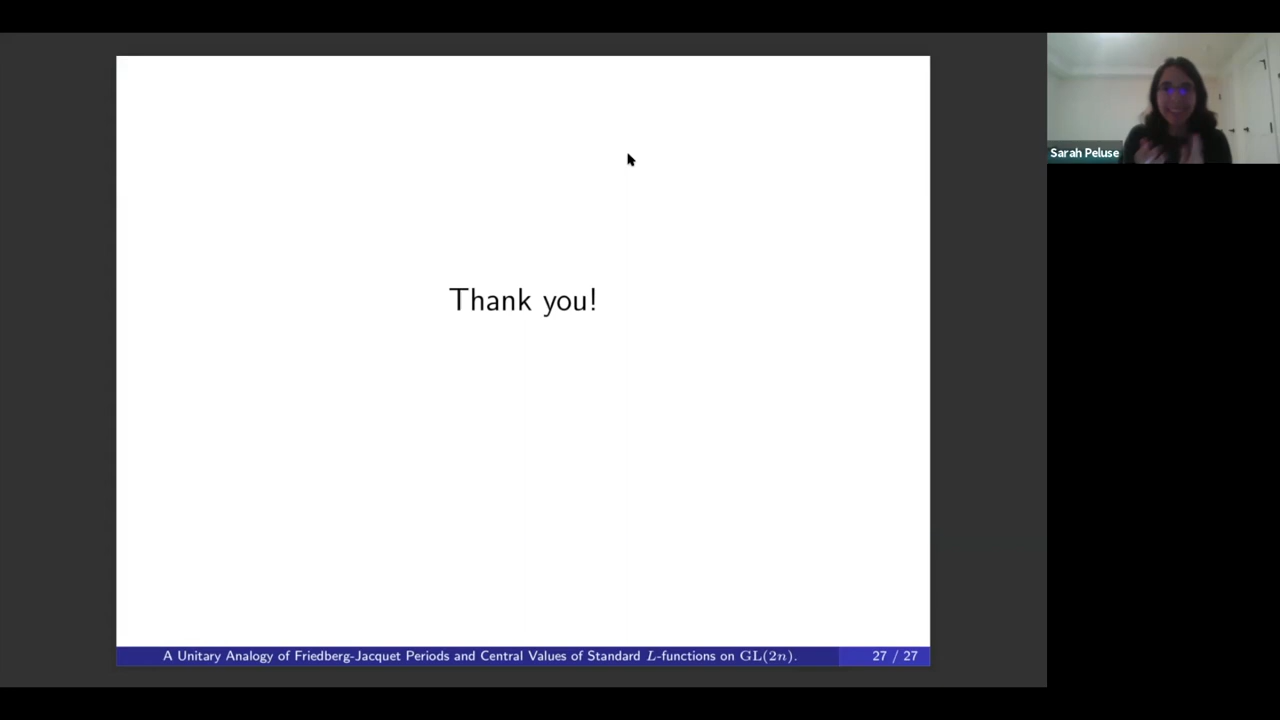 Sarah Peluse
Thank you!
A Unitary Analogy of Friedberg-Jacquet Periods and Central Values of Standard L-functions on GL(2n).
27 / 27